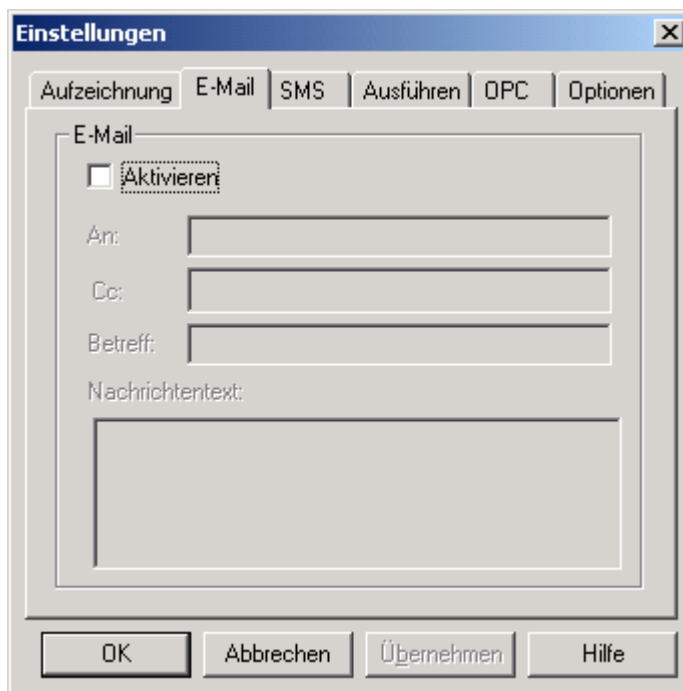 Einstellungen
Aufzeichnung E-Mail SMS Ausführen OPC Optionen
E-Mail
Aktivieren
An:
Cc:
Betreff:
Nachrichtentext:
OK Abbrechen Übernehmen Hilfe